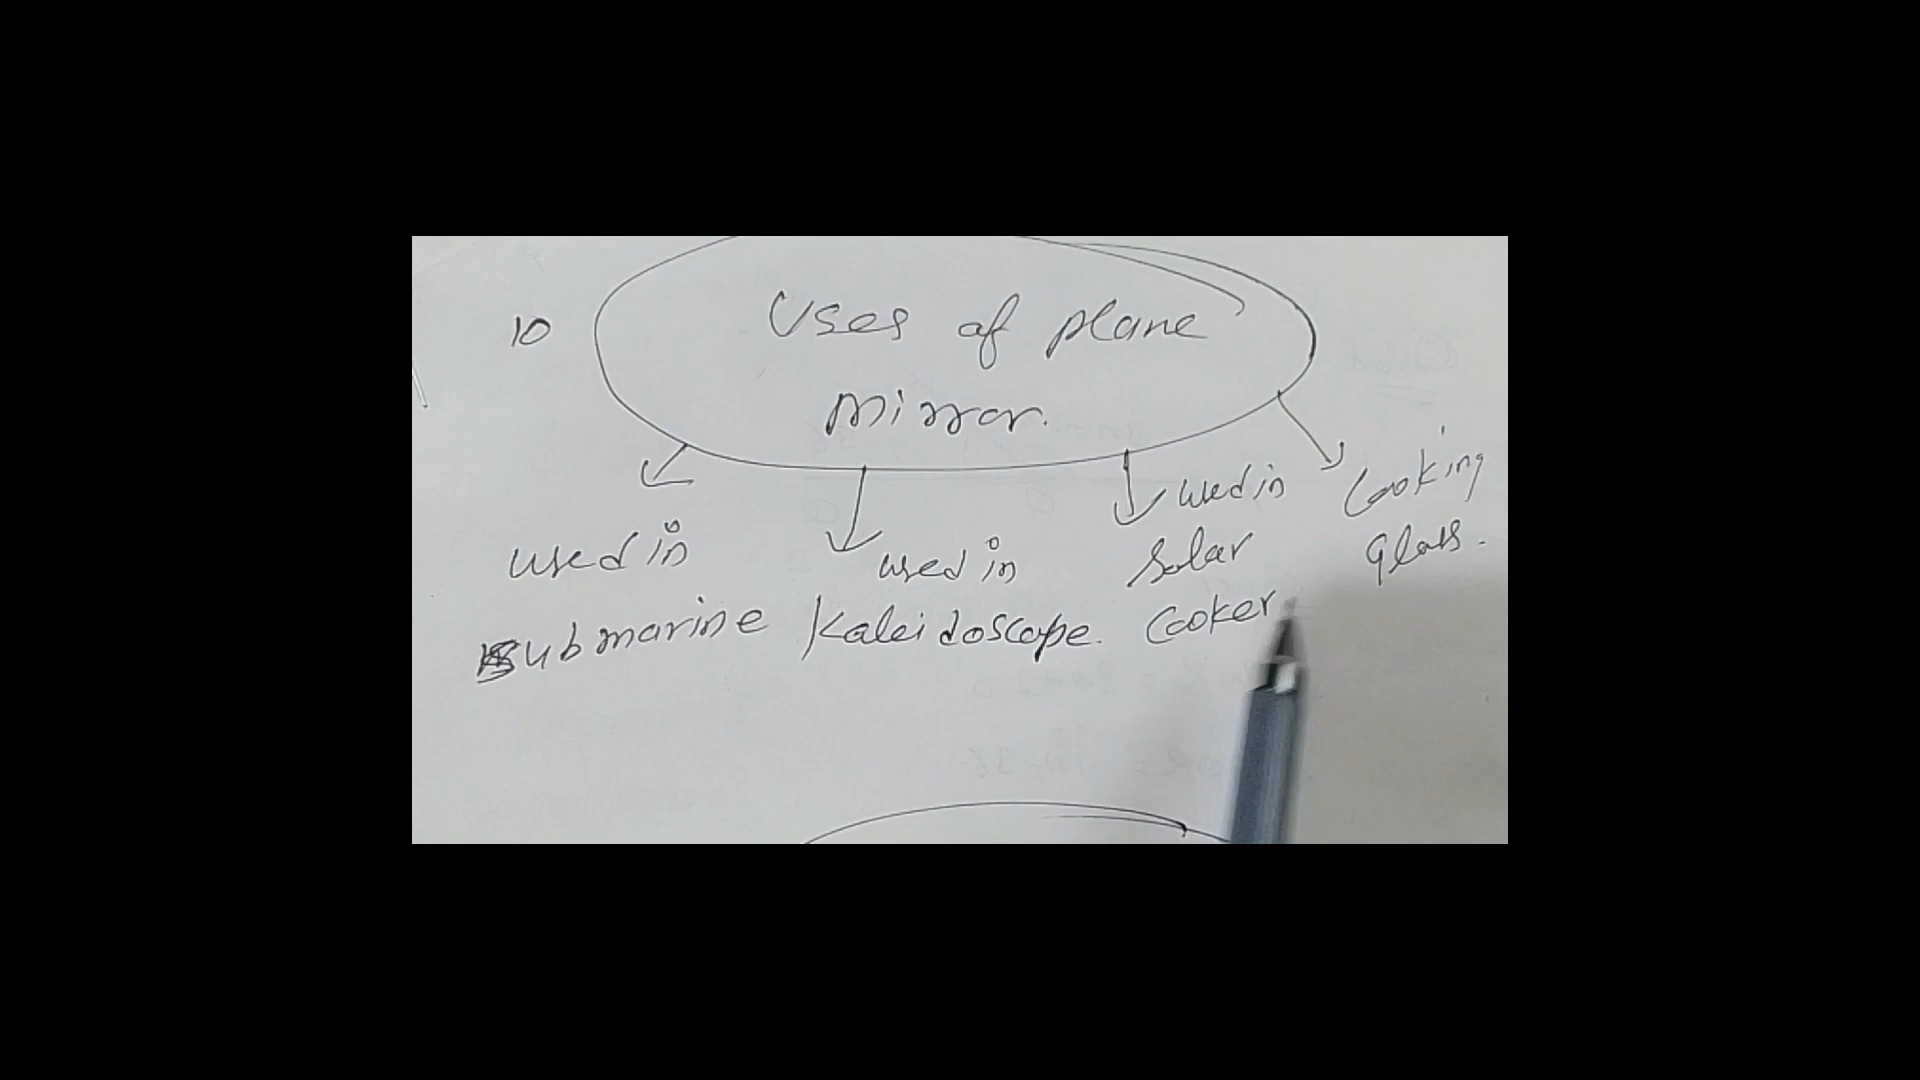 10
Uses of plane
mirror.
used in
submarine
used in
Kaleidoscope.
used in
Solar
Cooker
Looking
Glass.